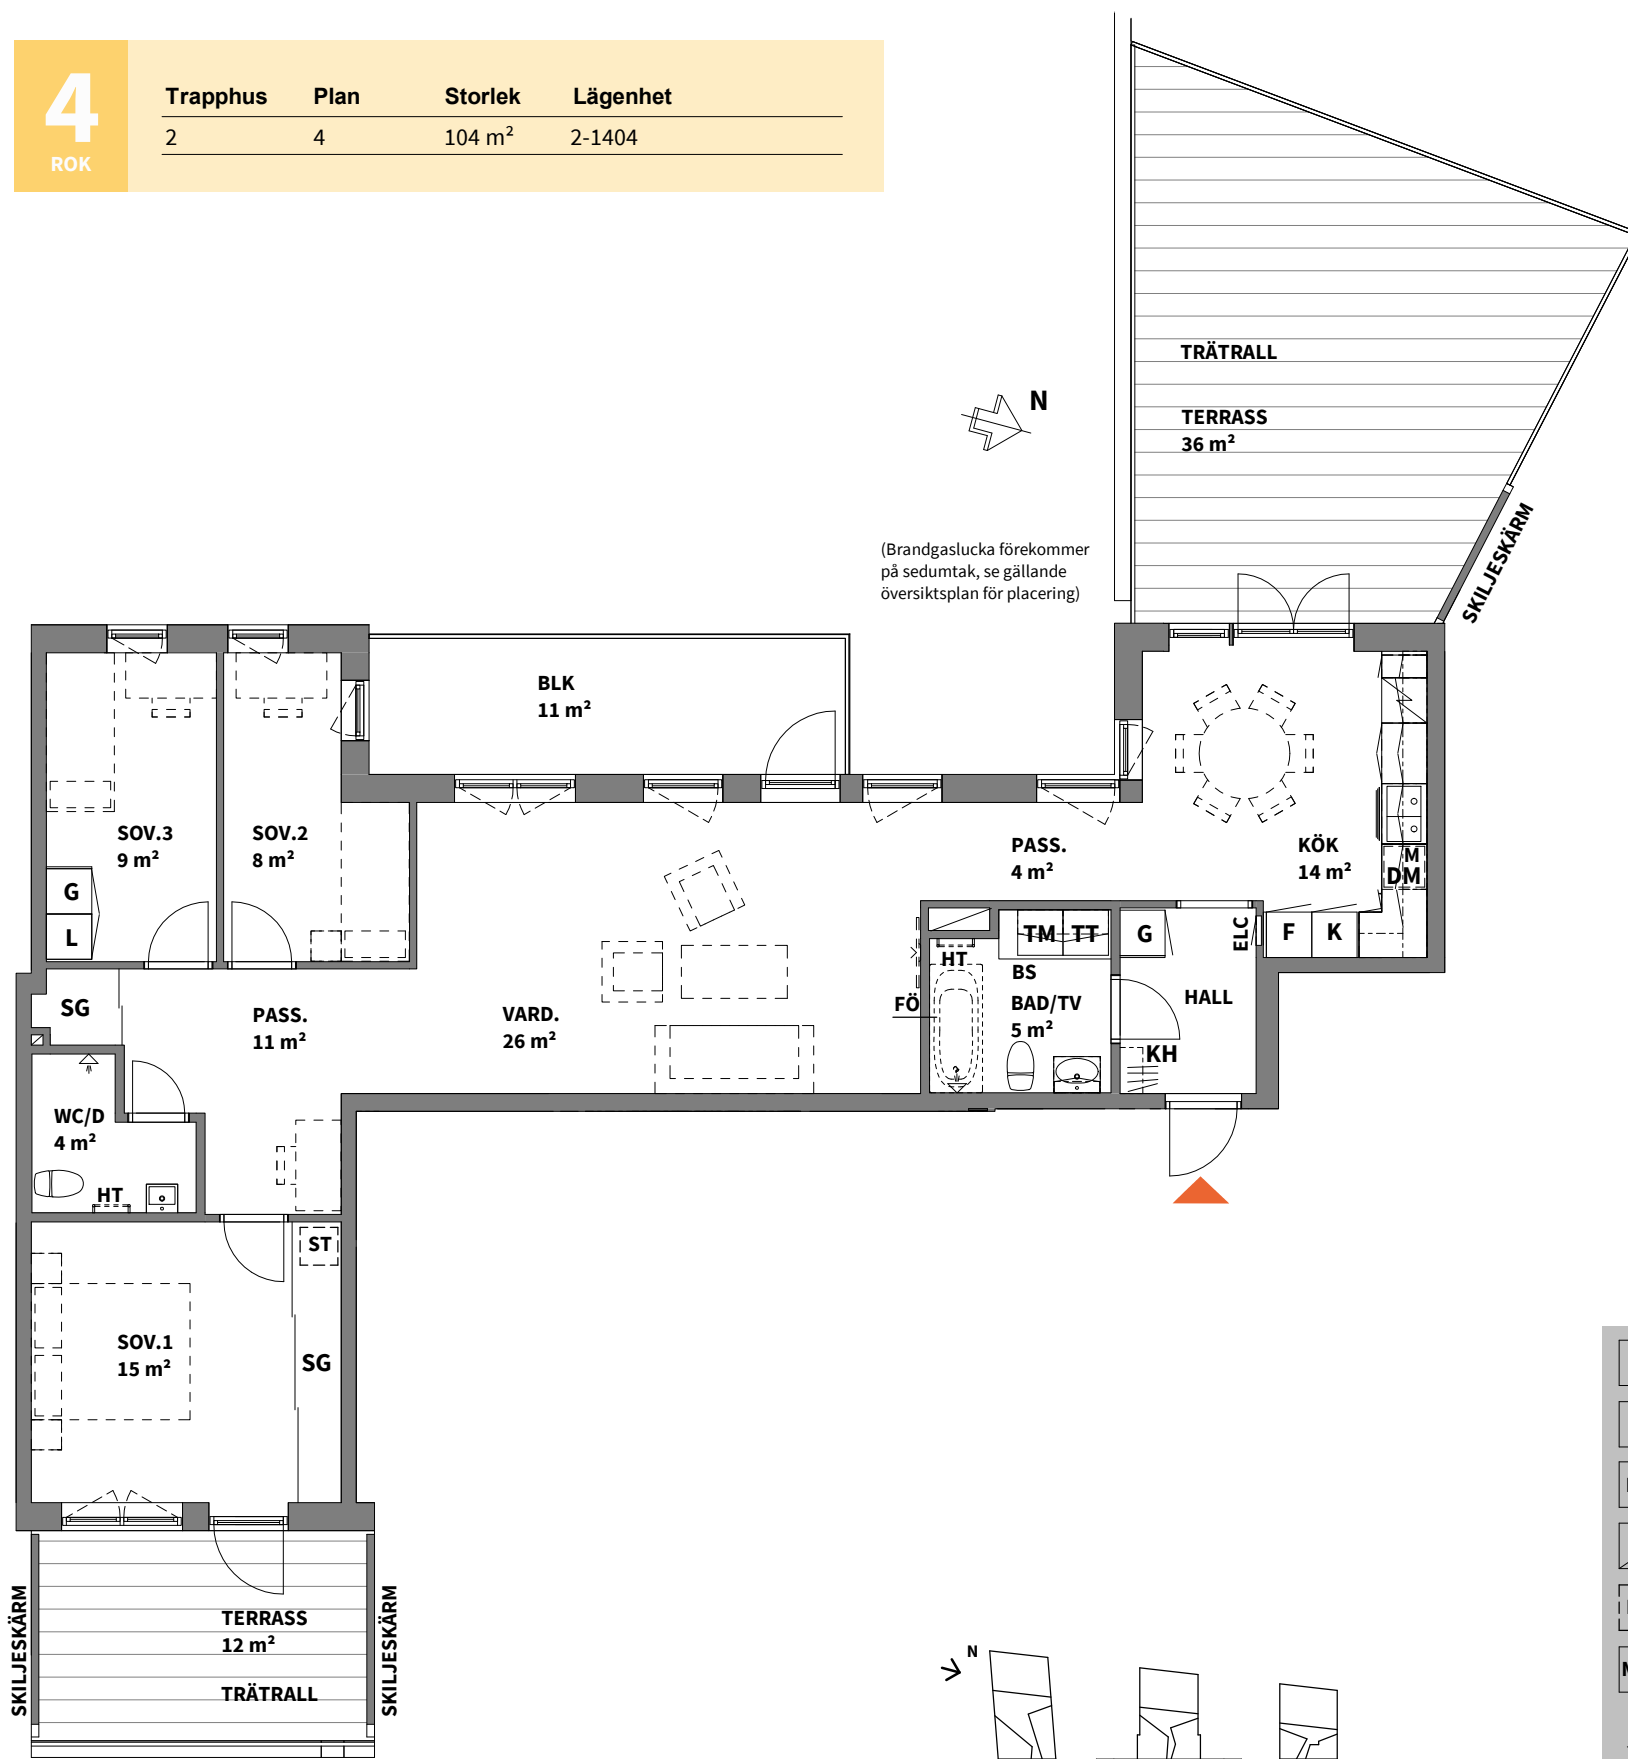 4
ROK
Trapphus Plan Storlek Lägenhet
2 4 104 m² 2-1404
TRÄTRALL
TERRASS
36 m²
N
SKILJESKÄRM
(Brandgaslucka förekommer
på sedumtak, se gällande
översiktsplan för placering)
BLK
11 m²
SOV.3
9 m²
SOV.2
8 m²
PASS.
4 m²
KÖK
14 m²
M
DM
G
L
TM TT
G
ELC
F K
HT
BS
BAD/TV
5 m²
FÖ
HALL
KH
SG
PASS.
11 m²
VARD.
26 m²
WC/D
4 m²
HT
ST
SOV.1
15 m²
SG
SKILJESKÄRM
TERRASS
12 m²
TRÄTRALL
SKILJESKÄRM
N